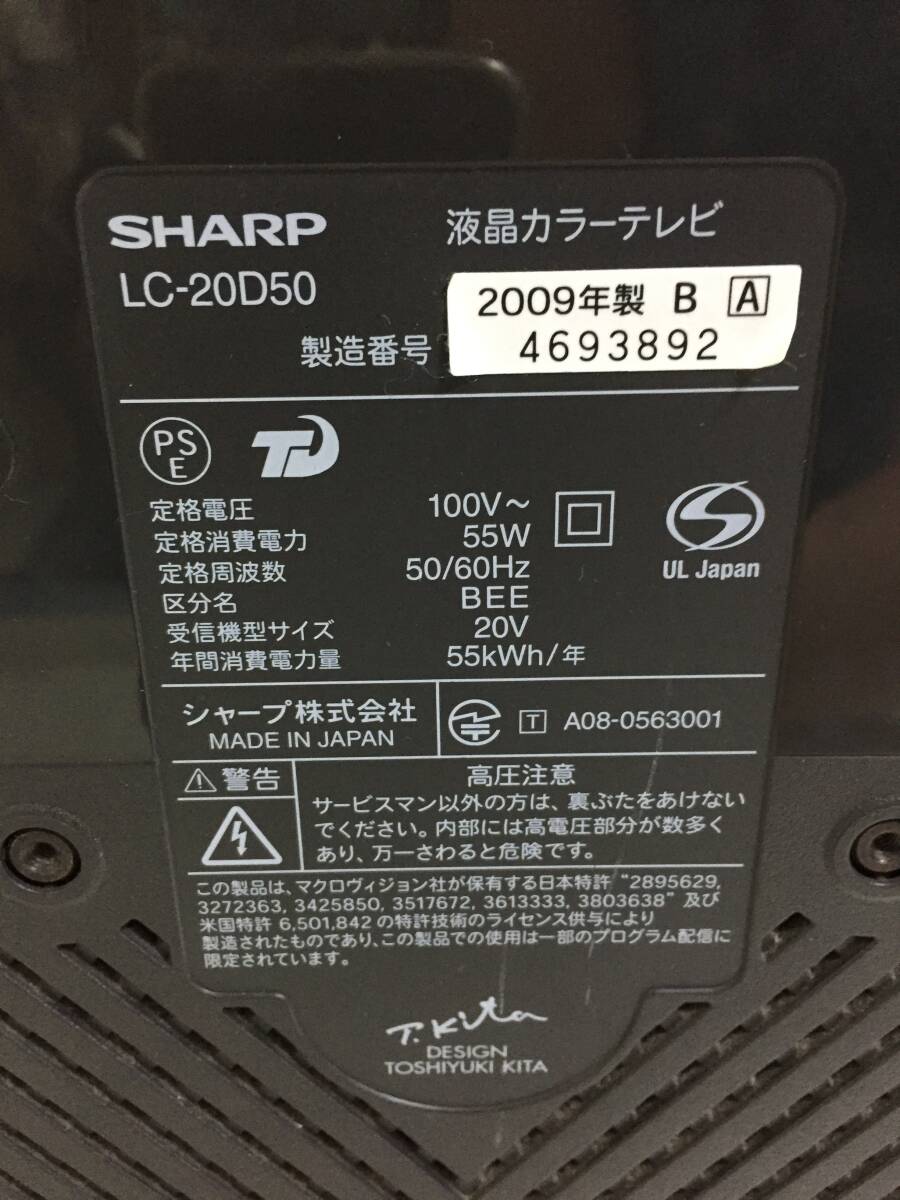 SHARP 液晶カラーテレビ
LC-20D50
2009年製 B A
製造番号 4693892
PSE
定格電圧 100V～
定格消費電力 55W
定格周波数 50/60Hz
区分名 BEE
受信機型サイズ 20V
年間消費電力量 55kWh/年
UL Japan
シャープ株式会社
MADE IN JAPAN
T A08-0563001
⚠警告
高圧注意
サービスマン以外の方は、裏ぶたをあけない
でください。内部には高電圧部分が数多く
あり、万一さわると危険です。
この製品は、マクロヴィジョン社が保有する日本特許 “2895629,
3272363, 3425850, 3517672, 3613333, 3803638” 及び
米国特許 6,501,842 の特許技術のライセンス供与により
製造されたものであり、この製品での使用は一部のプログラム配信に
限定されています。
T.Kita
DESIGN
TOSHIYUKI KITA